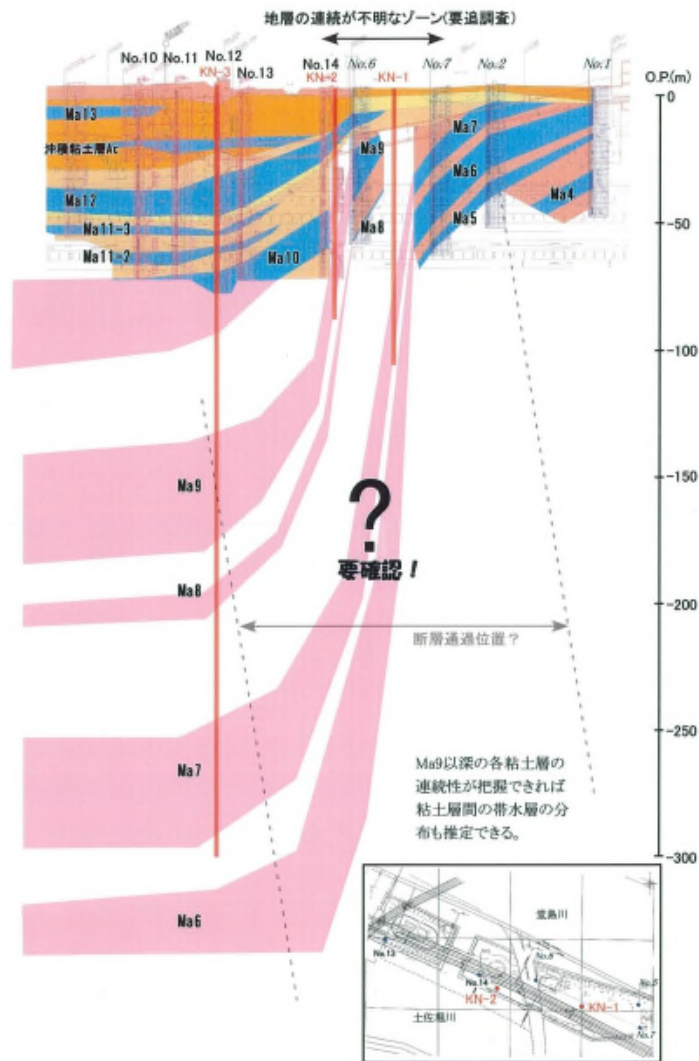 地層の連続が不明なゾーン(要追調査)
No.10 No.11 No.12 No.13 No.14 No.6 No.7 No.2 No.1
KN-3 KN-2 KN-1
O.P.(m)
0
-50
-100
-150
-200
-250
-300
Ma13
沖積粘土層Ac
Ma12
Ma11-3
Ma11-2
Ma10
Ma9
Ma8
Ma7
Ma6
Ma5
Ma4
Ma9
Ma8
Ma7
Ma6
?
要確認!
断層通過位置?
Ma9以深の各粘土層の
連続性が把握できれば
粘土層間の帯水層の分
布も推定できる。
堂島川
No.13
No.14
No.6
No.5
KN-2
KN-1
No.7
土佐堀川